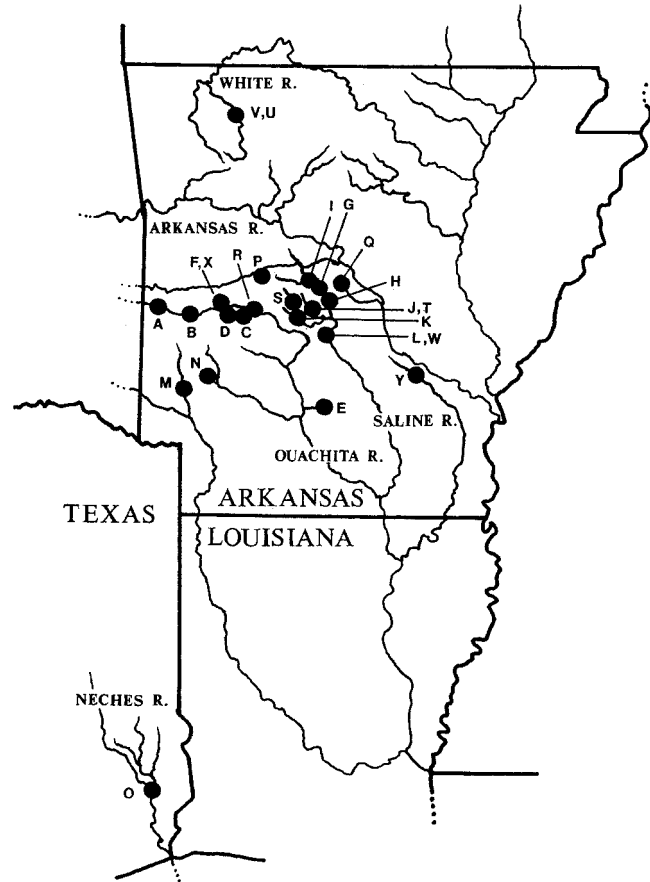 WHITE R.
V,U
I G
ARKANSAS R.
Q
R
P
F,X
H
S
J,T
A
B
D
C
K
L,W
N
M
Y
E
SALINE R.
OUACHITA R.
ARKANSAS
TEXAS
LOUISIANA
NECHES R.
O